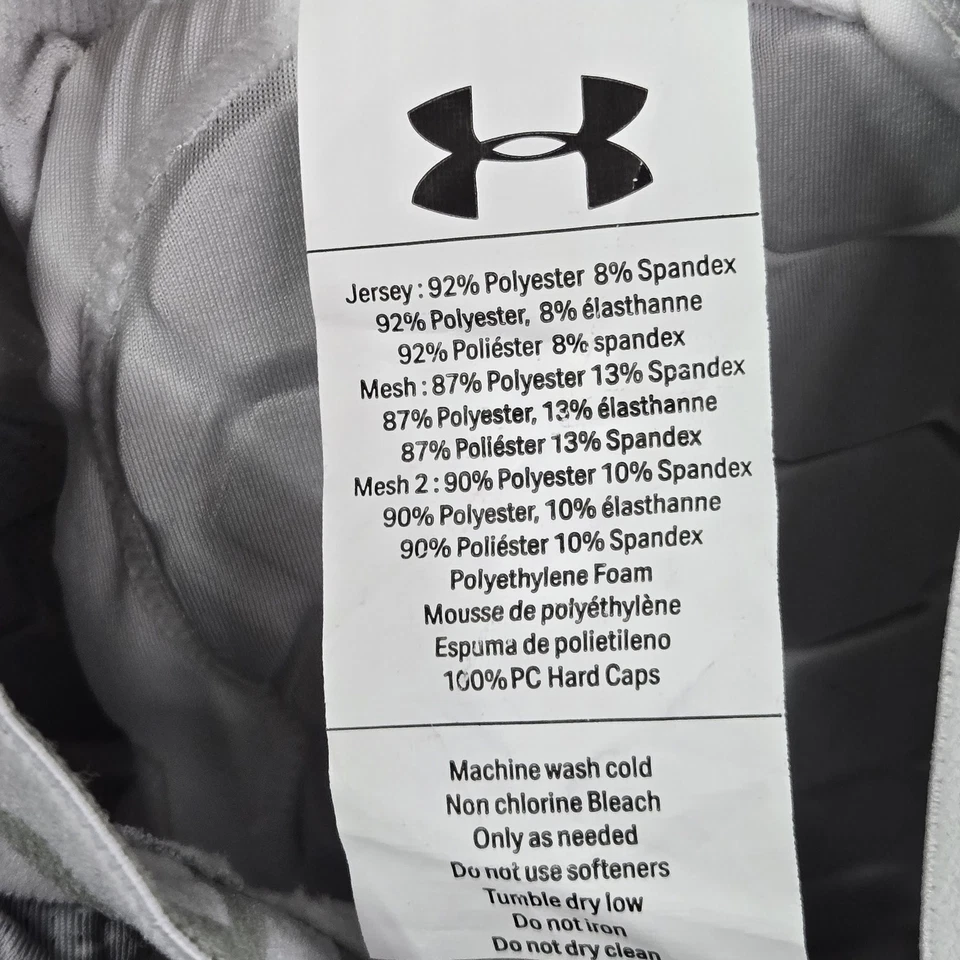 Jersey : 92% Polyester 8% Spandex
92% Polyester, 8% élasthanne
92% Poliéster 8% spandex
Mesh : 87% Polyester 13% Spandex
87% Polyester, 13% élasthanne
87% Poliéster 13% Spandex
Mesh 2 : 90% Polyester 10% Spandex
90% Polyester, 10% élasthanne
90% Poliéster 10% Spandex
Polyethylene Foam
Mousse de polyéthylène
Espuma de polietileno
100% PC Hard Caps
Machine wash cold
Non chlorine Bleach
Only as needed
Do not use softeners
Tumble dry low
Do not iron
Do not dry clean